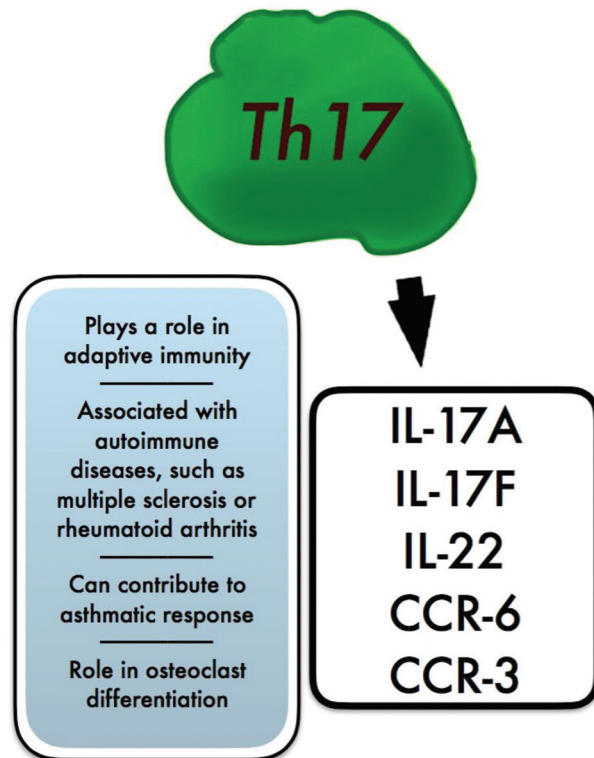 Th17
Plays a role in
adaptive immunity
Associated with
autoimmune
diseases, such as
multiple sclerosis or
rheumatoid arthritis
Can contribute to
asthmatic response
Role in osteoclast
differentiation
IL-17A
IL-17F
IL-22
CCR-6
CCR-3